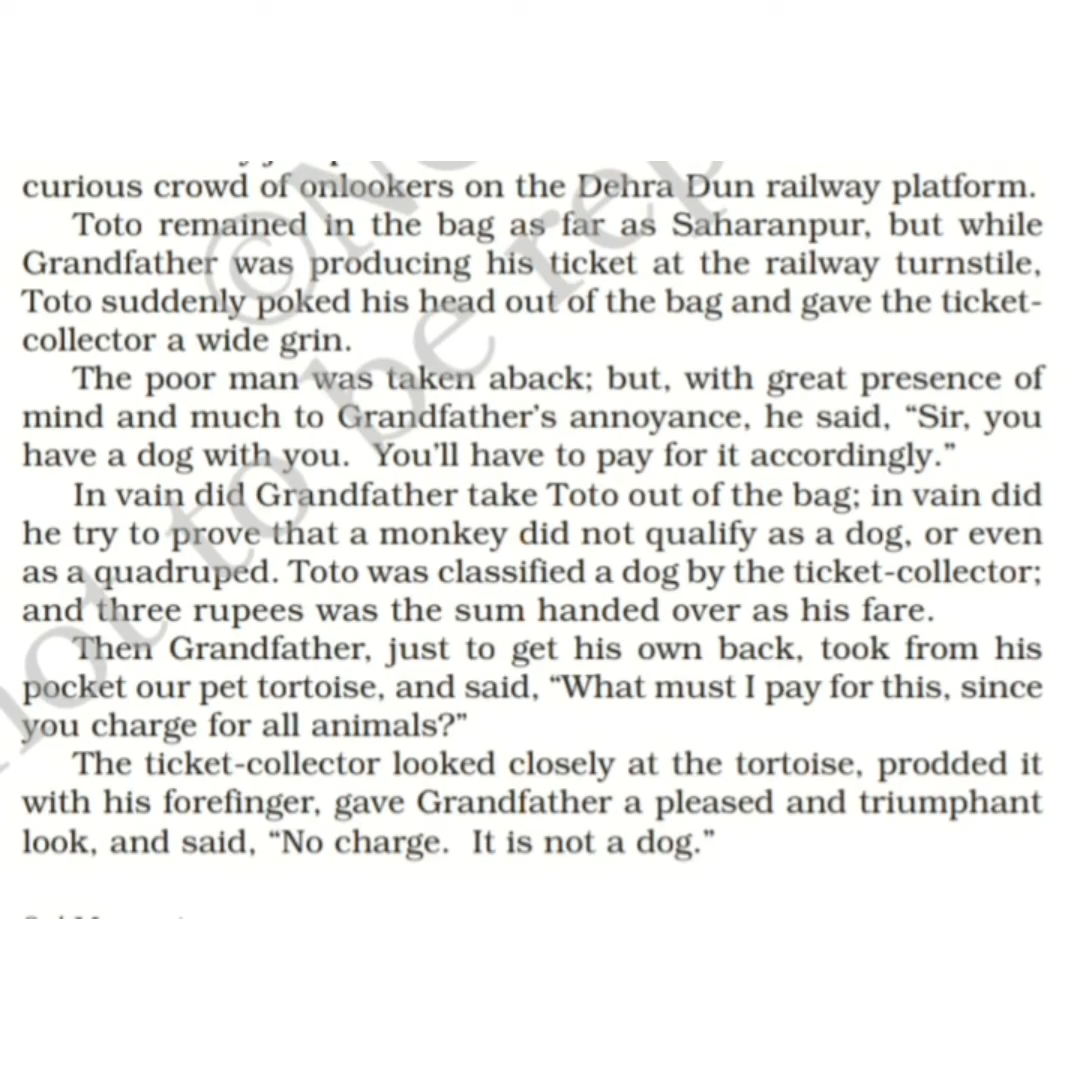 curious crowd of onlookers on the Dehra Dun railway platform.
Toto remained in the bag as far as Saharanpur, but while
Grandfather was producing his ticket at the railway turnstile,
Toto suddenly poked his head out of the bag and gave the ticket-
collector a wide grin.
The poor man was taken aback; but, with great presence of
mind and much to Grandfather’s annoyance, he said, “Sir, you
have a dog with you. You’ll have to pay for it accordingly.”
In vain did Grandfather take Toto out of the bag; in vain did
he try to prove that a monkey did not qualify as a dog, or even
as a quadruped. Toto was classified a dog by the ticket-collector;
and three rupees was the sum handed over as his fare.
Then Grandfather, just to get his own back, took from his
pocket our pet tortoise, and said, “What must I pay for this, since
you charge for all animals?”
The ticket-collector looked closely at the tortoise, prodded it
with his forefinger, gave Grandfather a pleased and triumphant
look, and said, “No charge. It is not a dog.”
not to be rep